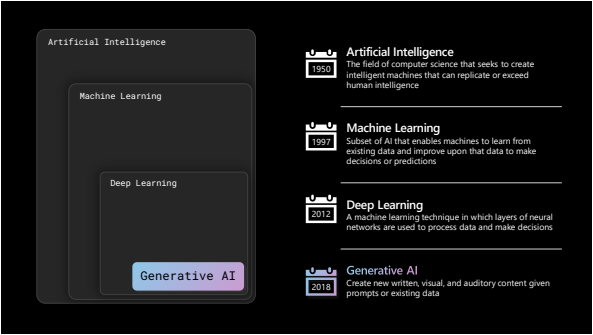 Artificial Intelligence
Machine Learning
Deep Learning
Generative AI
1950
Artificial Intelligence
The field of computer science that seeks to create
intelligent machines that can replicate or exceed
human intelligence
1997
Machine Learning
Subset of AI that enables machines to learn from
existing data and improve upon that data to make
decisions or predictions
2012
Deep Learning
A machine learning technique in which layers of neural
networks are used to process data and make decisions
2018
Generative AI
Create new written, visual, and auditory content given
prompts or existing data